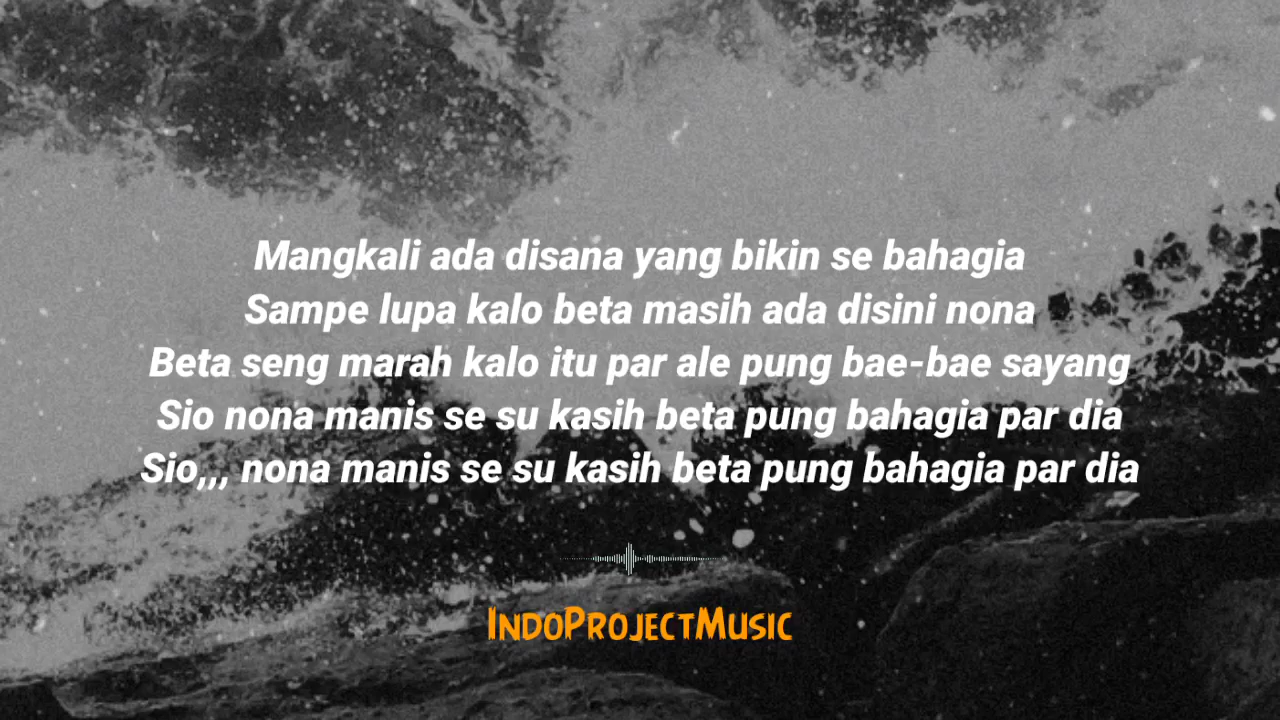 Mangkali ada disana yang bikin se bahagia
Sampe lupa kalo beta masih ada disini nona
Beta seng marah kalo itu par ale pung bae-bae sayang
Sio nona manis se su kasih beta pung bahagia par dia
Sio,,, nona manis se su kasih beta pung bahagia par dia
IndoProjectMusic